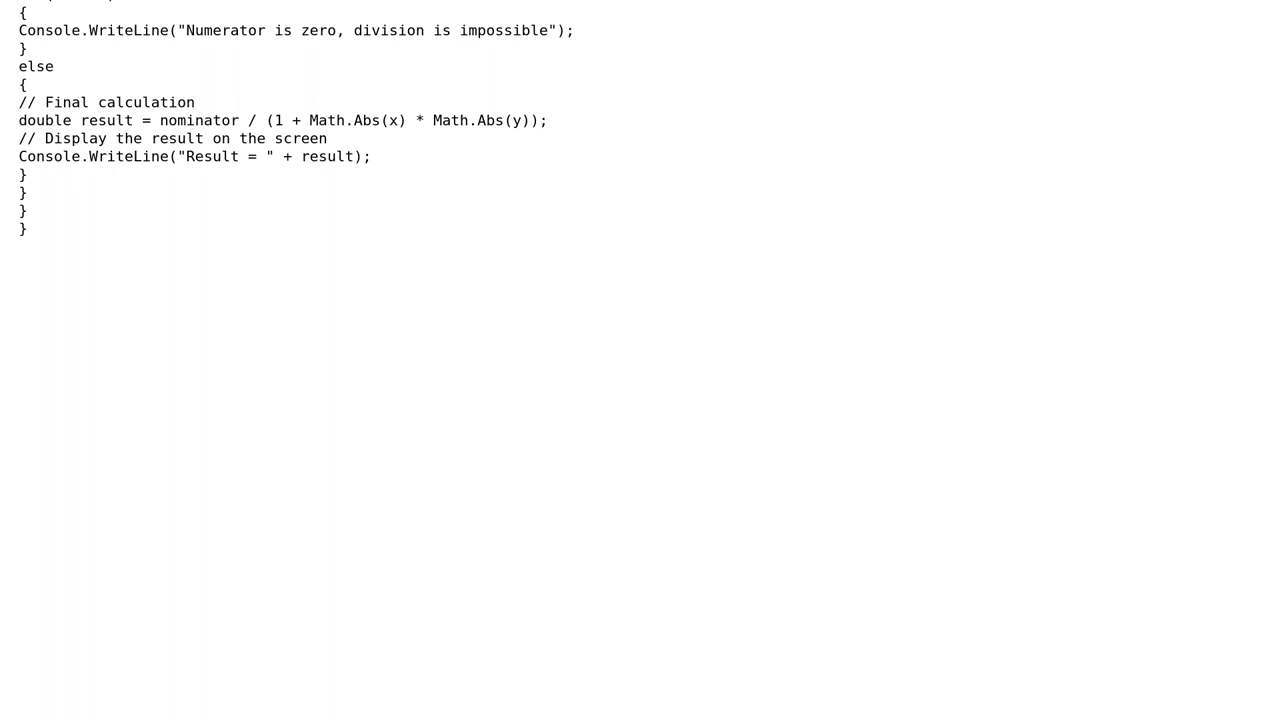 {
Console.WriteLine("Numerator is zero, division is impossible");
}
else
{
// Final calculation
double result = nominator / (1 + Math.Abs(x) * Math.Abs(y));
// Display the result on the screen
Console.WriteLine("Result = " + result);
}
}
}
}